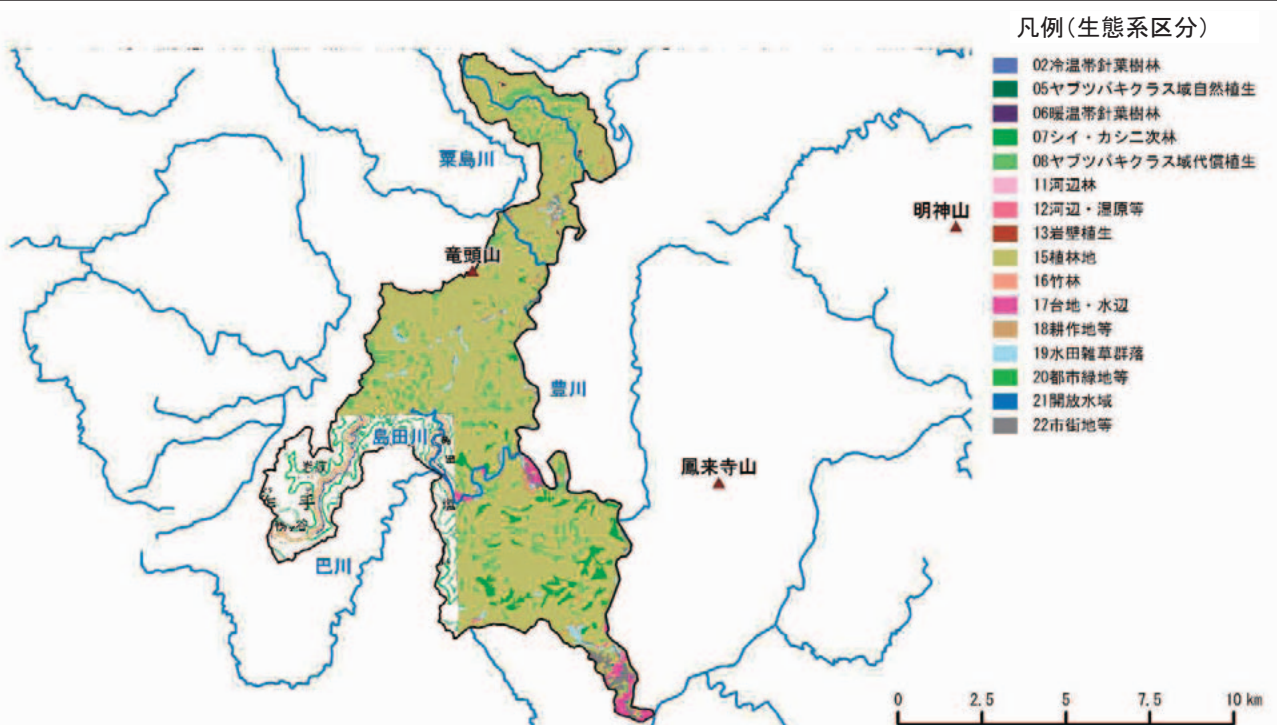 凡例(生態系区分)
02冷温帯針葉樹林
05ヤブツバキクラス域自然植生
06暖温帯針葉樹林
07シイ・カシ二次林
08ヤブツバキクラス域代償植生
11河辺林
12河辺・湿原等
13岩壁植生
15植林地
16竹林
17台地・水辺
18耕作地等
19水田雑草群落
20都市緑地等
21開放水域
22市街地等
粟島川
明神山
竜頭山
豊川
島田川
鳳来寺山
手
塩
巴川
0 2.5 5 7.5 10 km